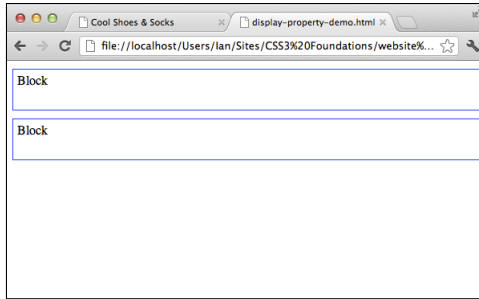 Cool Shoes & Socks
display-property-demo.html
file://localhost/Users/Ian/Sites/CSS3%20Foundations/website%...
Block
Block